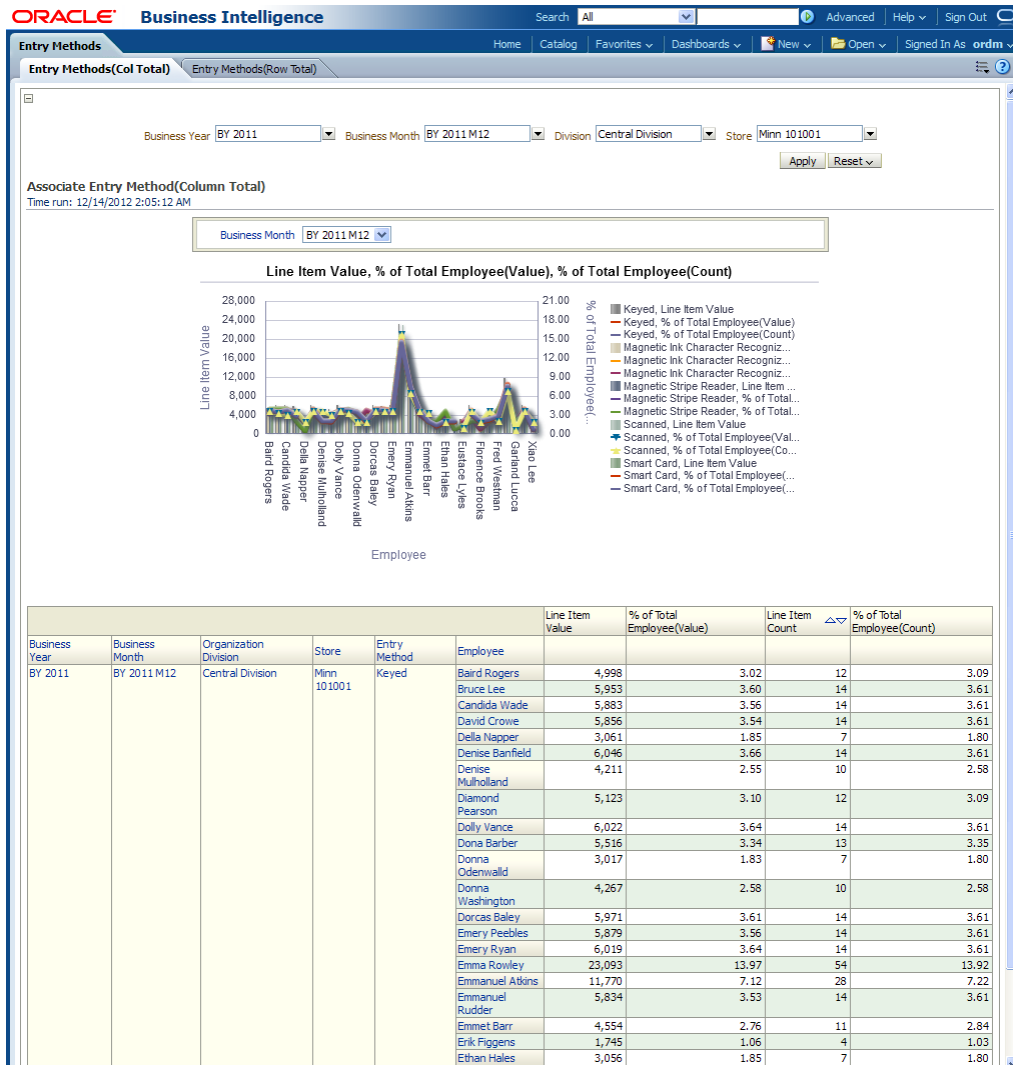 ORACLE Business Intelligence
Search All Advanced Help Sign Out
Entry Methods
Home Catalog Favorites Dashboards New Open Signed In As ordm
Entry Methods(Col Total) Entry Methods(Row Total)
Business Year BY 2011 Business Month BY 2011 M12 Division Central Division Store Minn 101001
Apply Reset
Associate Entry Method(Column Total)
Time run: 12/14/2012 2:05:12 AM
Business Month BY 2011 M12
Line Item Value, % of Total Employee(Value), % of Total Employee(Count)
Line Item Value
28,000
24,000
20,000
16,000
12,000
8,000
4,000
0
21.00
18.00
15.00
12.00
9.00
6.00
3.00
0.00
% of Total Employee(...
Keyed, Line Item Value
Keyed, % of Total Employee(Value)
Keyed, % of Total Employee(Count)
Magnetic Ink Character Recogniz...
Magnetic Ink Character Recogniz...
Magnetic Ink Character Recogniz...
Magnetic Stripe Reader, Line Item ...
Magnetic Stripe Reader, % of Total...
Magnetic Stripe Reader, % of Total...
Scanned, Line Item Value
Scanned, % of Total Employee(Val...
Scanned, % of Total Employee(Co...
Smart Card, Line Item Value
Smart Card, % of Total Employee(...
Smart Card, % of Total Employee(...
Baird Rogers
Candida Wade
Della Napper
Denise Mulholland
Dolly Vance
Donna Odenwalld
Dorcas Baley
Emery Ryan
Emmanuel Atkins
Emmet Barr
Ethan Hales
Eustace Lyles
Florence Brooks
Fred Westman
Garland Lucca
Xiao Lee
Employee
Line Item Value % of Total Employee(Value) Line Item Count % of Total Employee(Count)
Business Year Business Month Organization Division Store Entry Method Employee
BY 2011 BY 2011 M12 Central Division Minn 101001 Keyed Baird Rogers 4,998 3.02 12 3.09
Bruce Lee 5,953 3.60 14 3.61
Candida Wade 5,883 3.56 14 3.61
David Crowe 5,856 3.54 14 3.61
Della Napper 3,061 1.85 7 1.80
Denise Banfield 6,046 3.66 14 3.61
Denise Mulholland 4,211 2.55 10 2.58
Diamond Pearson 5,123 3.10 12 3.09
Dolly Vance 6,022 3.64 14 3.61
Dona Barber 5,516 3.34 13 3.35
Donna Odenwalld 3,017 1.83 7 1.80
Donna Washington 4,267 2.58 10 2.58
Dorcas Baley 5,971 3.61 14 3.61
Emery Peebles 5,879 3.56 14 3.61
Emery Ryan 6,019 3.64 14 3.61
Emma Rowley 23,093 13.97 54 13.92
Emmanuel Atkins 11,770 7.12 28 7.22
Emmanuel Rudder 5,834 3.53 14 3.61
Emmet Barr 4,554 2.76 11 2.84
Erik Figgens 1,745 1.06 4 1.03
Ethan Hales 3,056 1.85 7 1.80